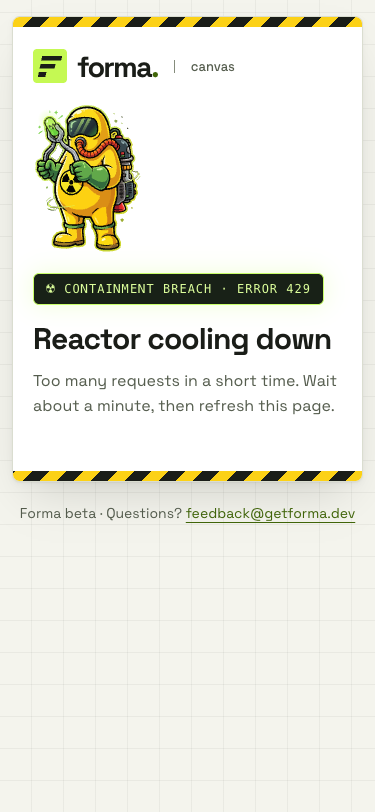 forma. | canvas
☢ CONTAINMENT BREACH · ERROR 429
Reactor cooling down
Too many requests in a short time. Wait
about a minute, then refresh this page.
Forma beta · Questions? feedback@getforma.dev